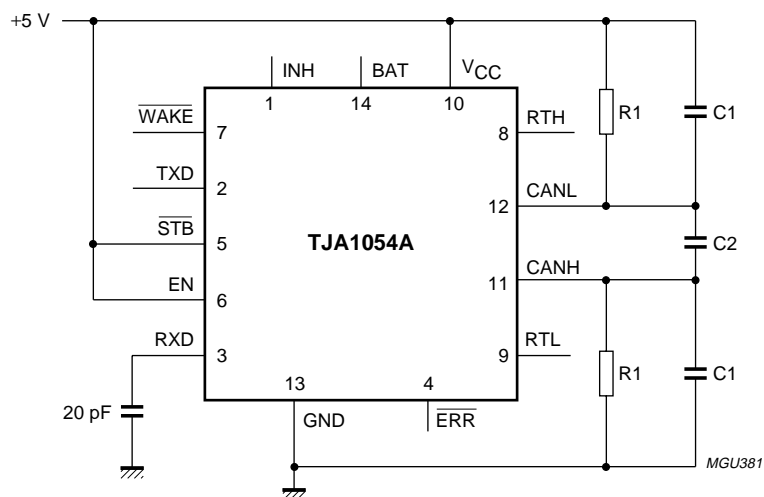 +5 V
INH
BAT
VCC
1
14
10
WAKE
7
8
RTH
R1
C1
TXD
2
12
CANL
STB
5
TJA1054A
C2
11
CANH
EN
6
RXD
3
9
RTL
R1
C1
13
4
20 pF
GND
ERR
MGU381